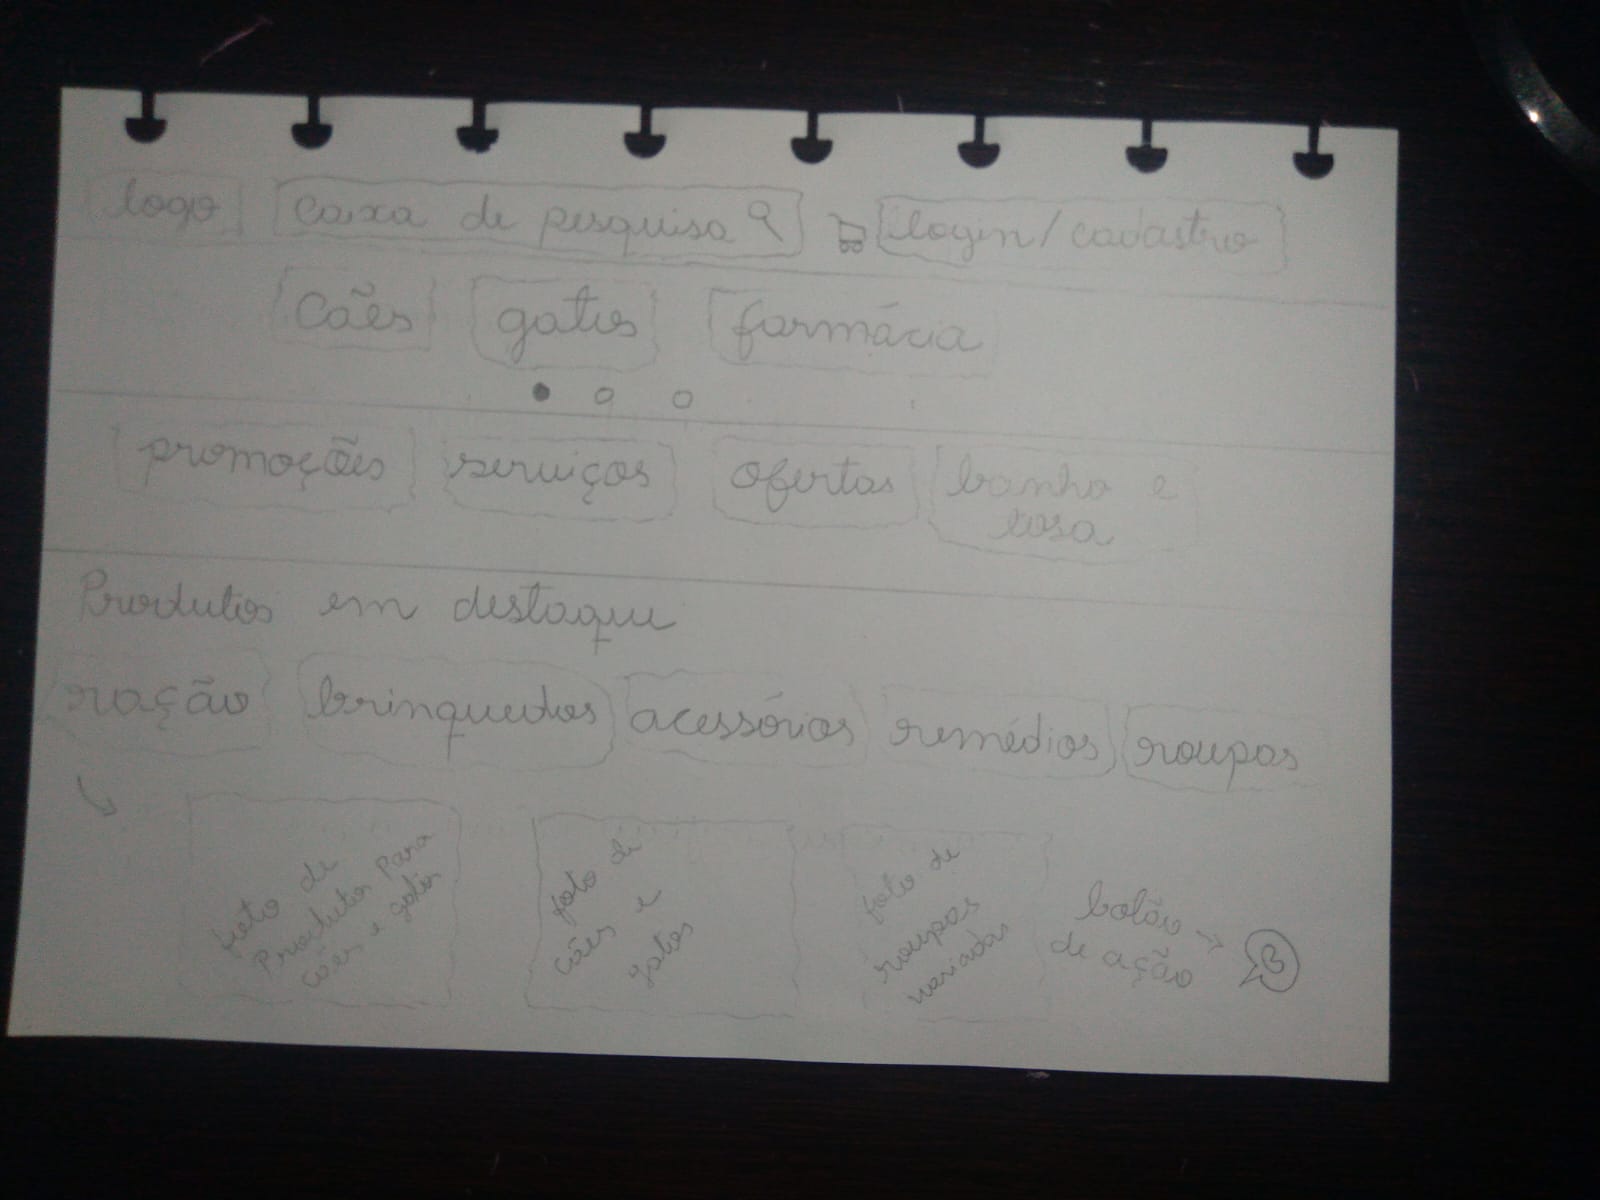 logo caixa de pesquisa login/cadastro
Cães gatos farmácia
promoções serviços ofertas banho e
tosa
Produtos em destaque
ração brinquedos acessórios remédios roupas
foto de
Produtos Para
cães e gatos
foto de
cães e
gatos
foto de
roupas
variadas
botão
de ação
B